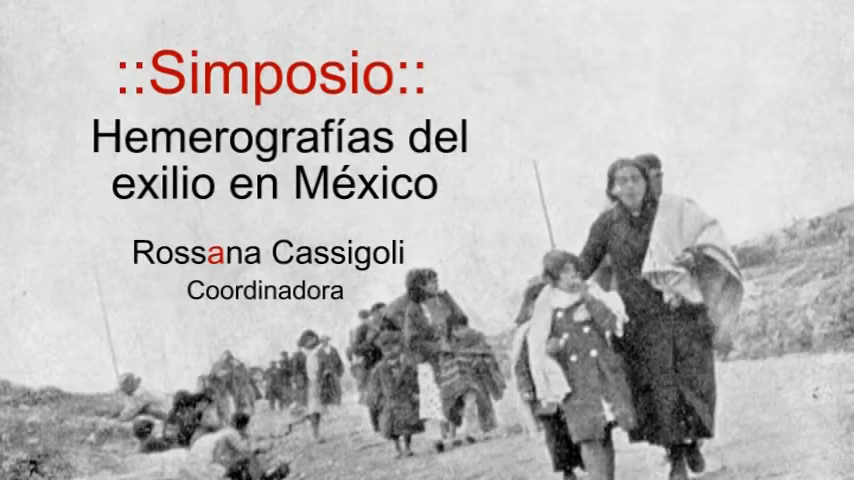 ::Simposio::
Hemerografías del
exilio en México
Rossana Cassigoli
Coordinadora